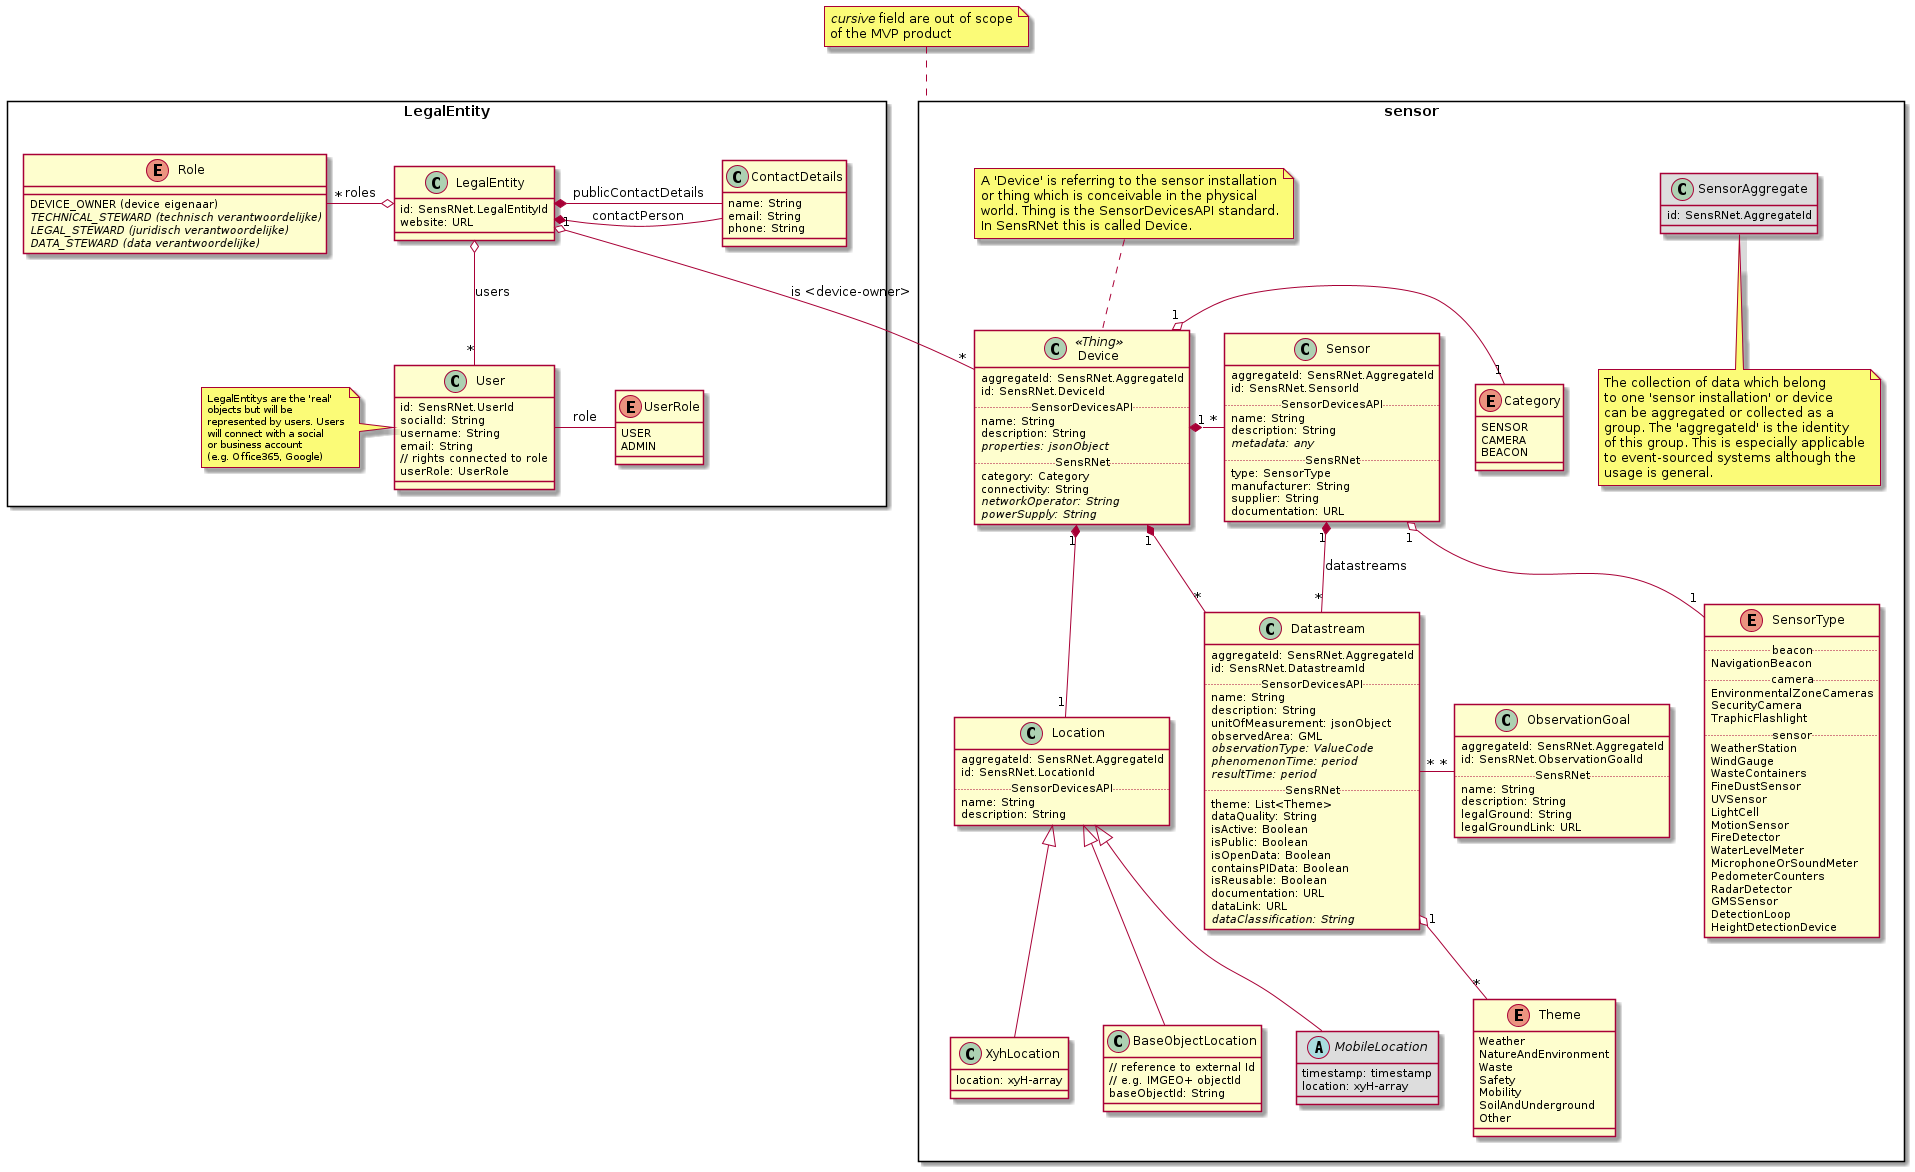 cursive field are out of scope
of the MVP product
LegalEntity
Role
DEVICE_OWNER (device eigenaar)
TECHNICAL_STEWARD (technisch verantwoordelijke)
LEGAL_STEWARD (juridisch verantwoordelijke)
DATA_STEWARD (data verantwoordelijke)
* roles
LegalEntity
id: SensRNet.LegalEntityId
website: URL
publicContactDetails
contactPerson
1
ContactDetails
name: String
email: String
phone: String
users
*
is <device-owner>
*
LegalEntitys are the 'real'
objects but will be
represented by users. Users
will connect with a social
or business account
(e.g. Office365, Google)
User
id: SensRNet.UserId
socialId: String
username: String
email: String
// rights connected to role
userRole: UserRole
role
UserRole
USER
ADMIN
sensor
A 'Device' is referring to the sensor installation
or thing which is conceivable in the physical
world. Thing is the SensorDevicesAPI standard.
In SensRNet this is called Device.
SensorAggregate
id: SensRNet.AggregateId
The collection of data which belong
to one 'sensor installation' or device
can be aggregated or collected as a
group. The 'aggregateId' is the identity
of this group. This is especially applicable
to event-sourced systems although the
usage is general.
«Thing»
Device
aggregateId: SensRNet.AggregateId
id: SensRNet.DeviceId
SensorDevicesAPI
name: String
description: String
properties: jsonObject
SensRNet
category: Category
connectivity: String
networkOperator: String
powerSupply: String
1
1
1 *
Sensor
aggregateId: SensRNet.AggregateId
id: SensRNet.SensorId
SensorDevicesAPI
name: String
description: String
metadata: any
SensRNet
type: SensorType
manufacturer: String
supplier: String
documentation: URL
Category
SENSOR
CAMERA
BEACON
1
1
1
1
datastreams
*
*
1
1
Datastream
aggregateId: SensRNet.AggregateId
id: SensRNet.DatastreamId
SensorDevicesAPI
name: String
description: String
unitOfMeasurement: jsonObject
observedArea: GML
observationType: ValueCode
phenomenonTime: period
resultTime: period
SensRNet
theme: List<Theme>
dataQuality: String
isActive: Boolean
isPublic: Boolean
isOpenData: Boolean
containsPIData: Boolean
isReusable: Boolean
documentation: URL
dataLink: URL
dataClassification: String
* *
ObservationGoal
aggregateId: SensRNet.AggregateId
id: SensRNet.ObservationGoalId
SensRNet
name: String
description: String
legalGround: String
legalGroundLink: URL
SensorType
beacon
NavigationBeacon
camera
EnvironmentalZoneCameras
SecurityCamera
TraphicFlashlight
sensor
WeatherStation
WindGauge
WasteContainers
FineDustSensor
UVSensor
LightCell
MotionSensor
FireDetector
WaterLevelMeter
MicrophoneOrSoundMeter
PedometerCounters
RadarDetector
GMSSensor
DetectionLoop
HeightDetectionDevice
Location
aggregateId: SensRNet.AggregateId
id: SensRNet.LocationId
SensorDevicesAPI
name: String
description: String
1
*
XyhLocation
location: xyH-array
BaseObjectLocation
// reference to external Id
// e.g. IMGEO+ objectId
baseObjectId: String
MobileLocation
timestamp: timestamp
location: xyH-array
Theme
Weather
NatureAndEnvironment
Waste
Safety
Mobility
SoilAndUnderground
Other